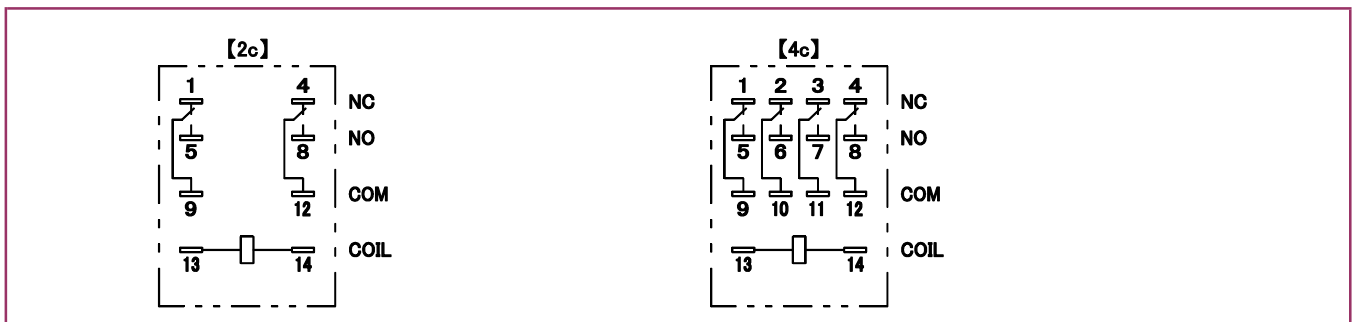 【2c】
1 4
NC
NO
5 8
COM
9 12
COIL
13 14
【4c】
1 2 3 4
NC
NO
5 6 7 8
COM
9 10 11 12
COIL
13 14